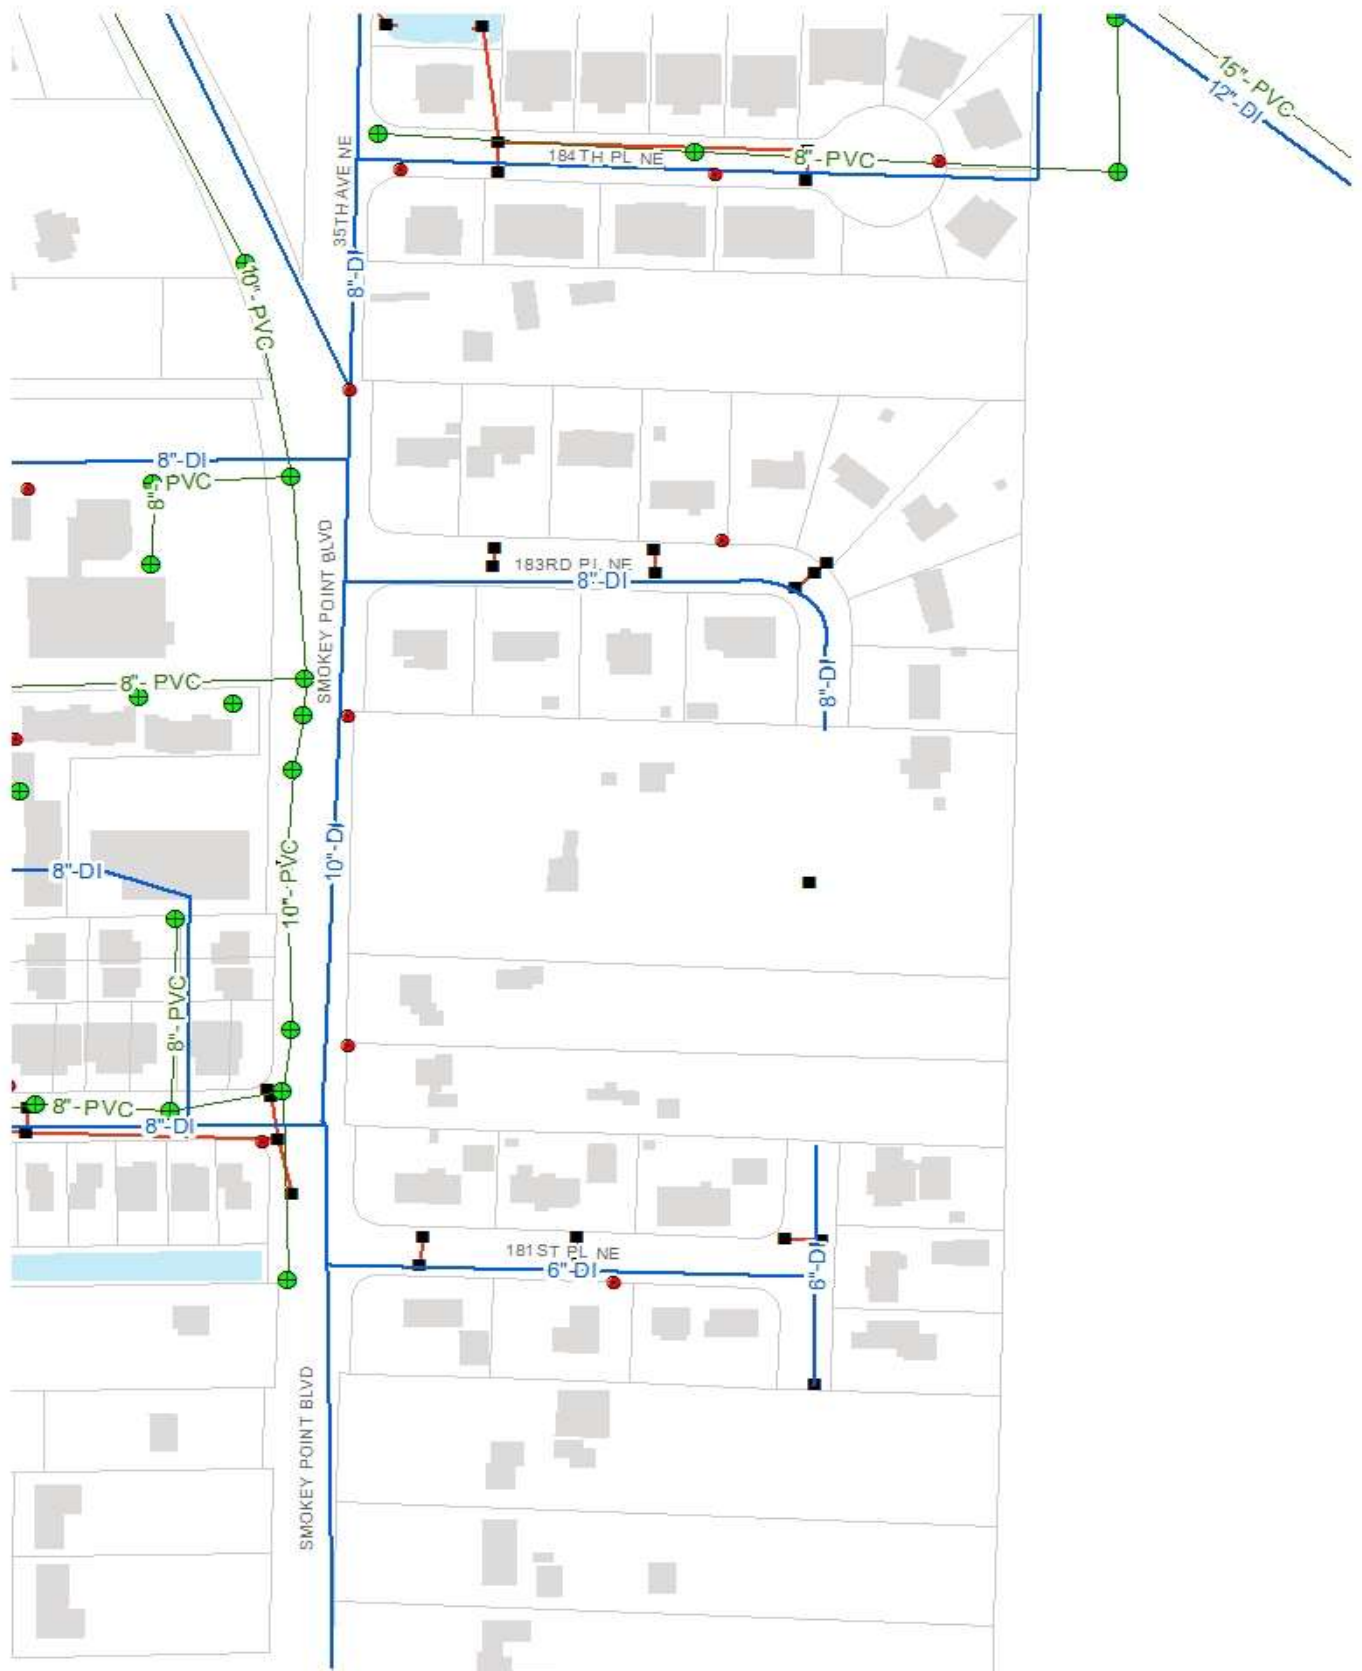 15"-PVC
12"-DI
35TH AVE NE
184TH PL NE
8"-PVC
8"-DI
10"-PVC
8"-DI
8"-PVC
SMOKEY POINT BLVD
183RD PL NE
8"-DI
8"-PVC
8"-DI
10"-DI
10"-PVC
8"-DI
8"-PVC
8"-PVC
8"-DI
181ST PL NE
6"-DI
6"-DI
SMOKEY POINT BLVD